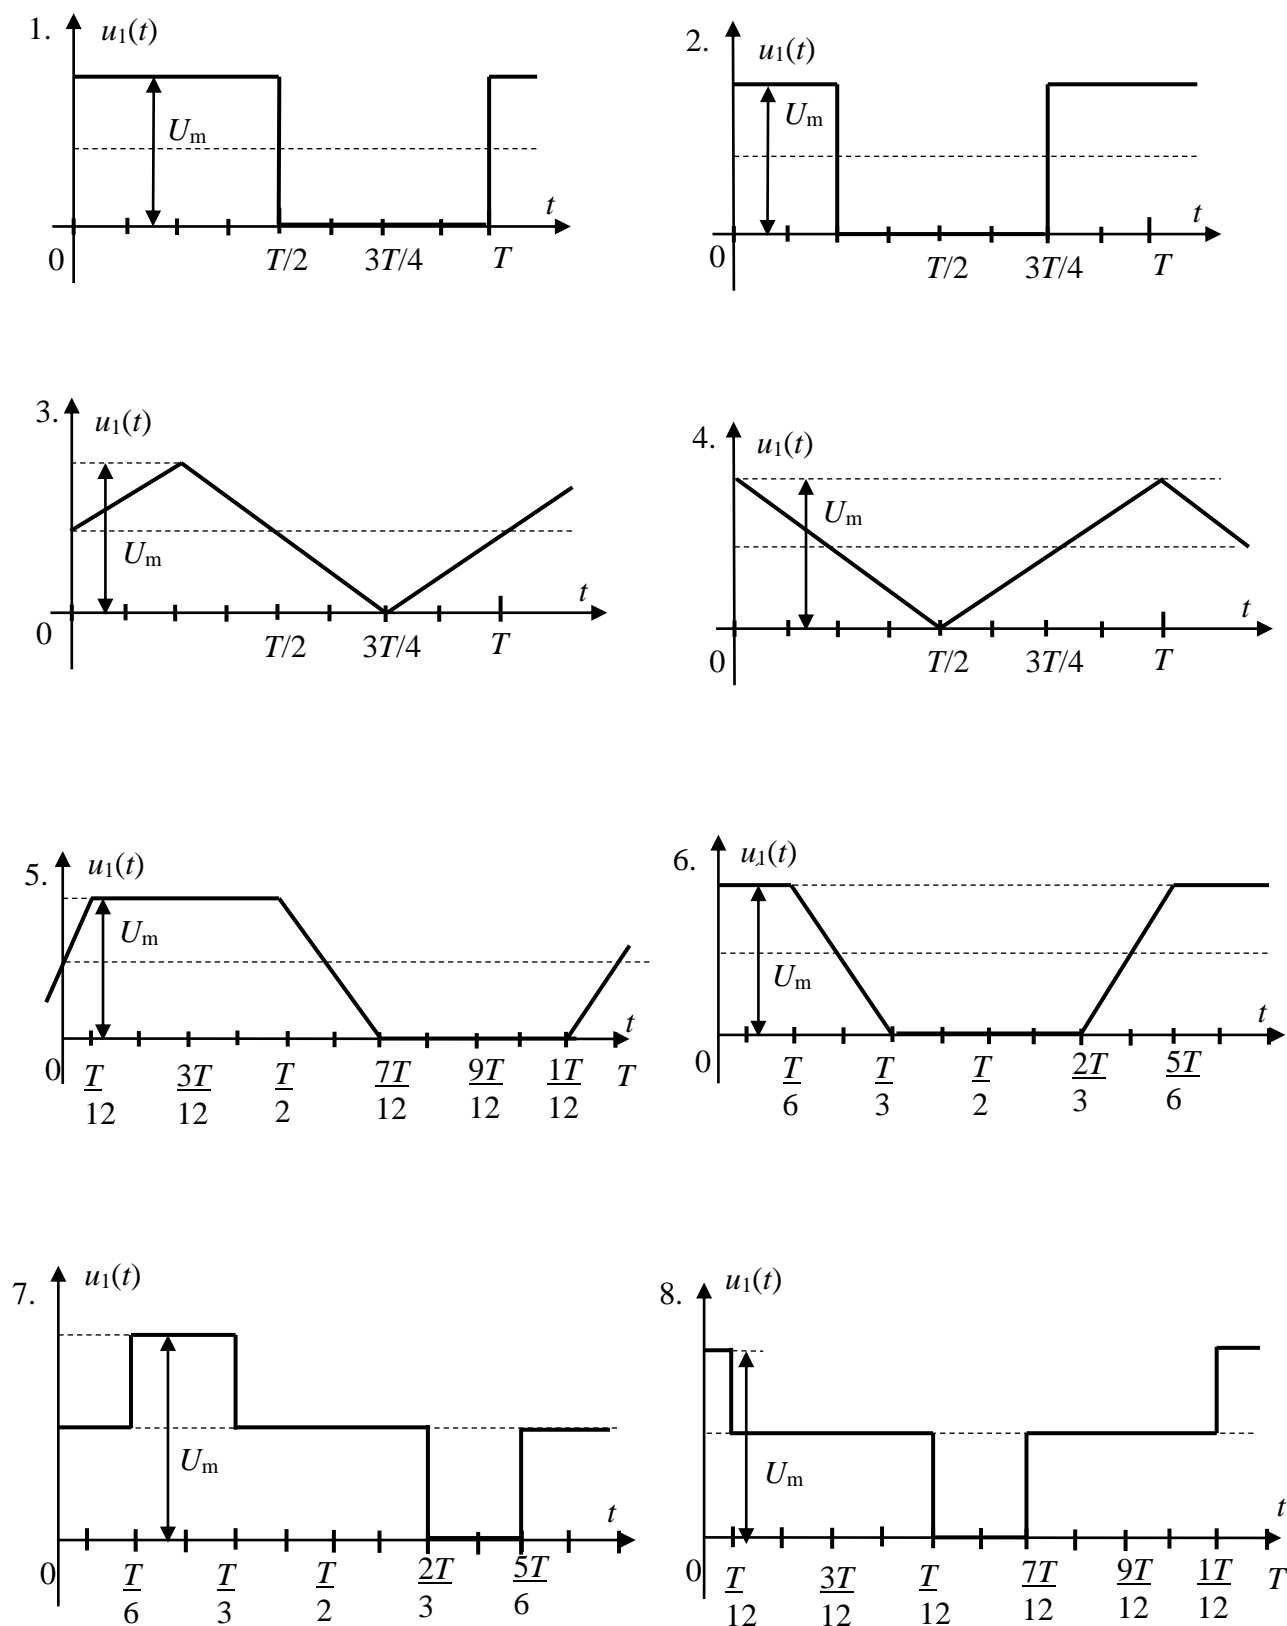 1. u1(t)
Um
t
0 T/2 3T/4 T
2. u1(t)
Um
t
0 T/2 3T/4 T
3. u1(t)
Um
t
0 T/2 3T/4 T
4. u1(t)
Um
t
0 T/2 3T/4 T
5. u1(t)
Um
t
0 T 3T T 7T 9T 1T T
12 12 2 12 12 12
6. u1(t)
Um
t
0 T T T 2T 5T
6 3 2 3 6
7. u1(t)
Um
t
0 T T T 2T 5T
6 3 2 3 6
8. u1(t)
Um
t
0 T 3T T 7T 9T 1T T
12 12 12 12 12 12